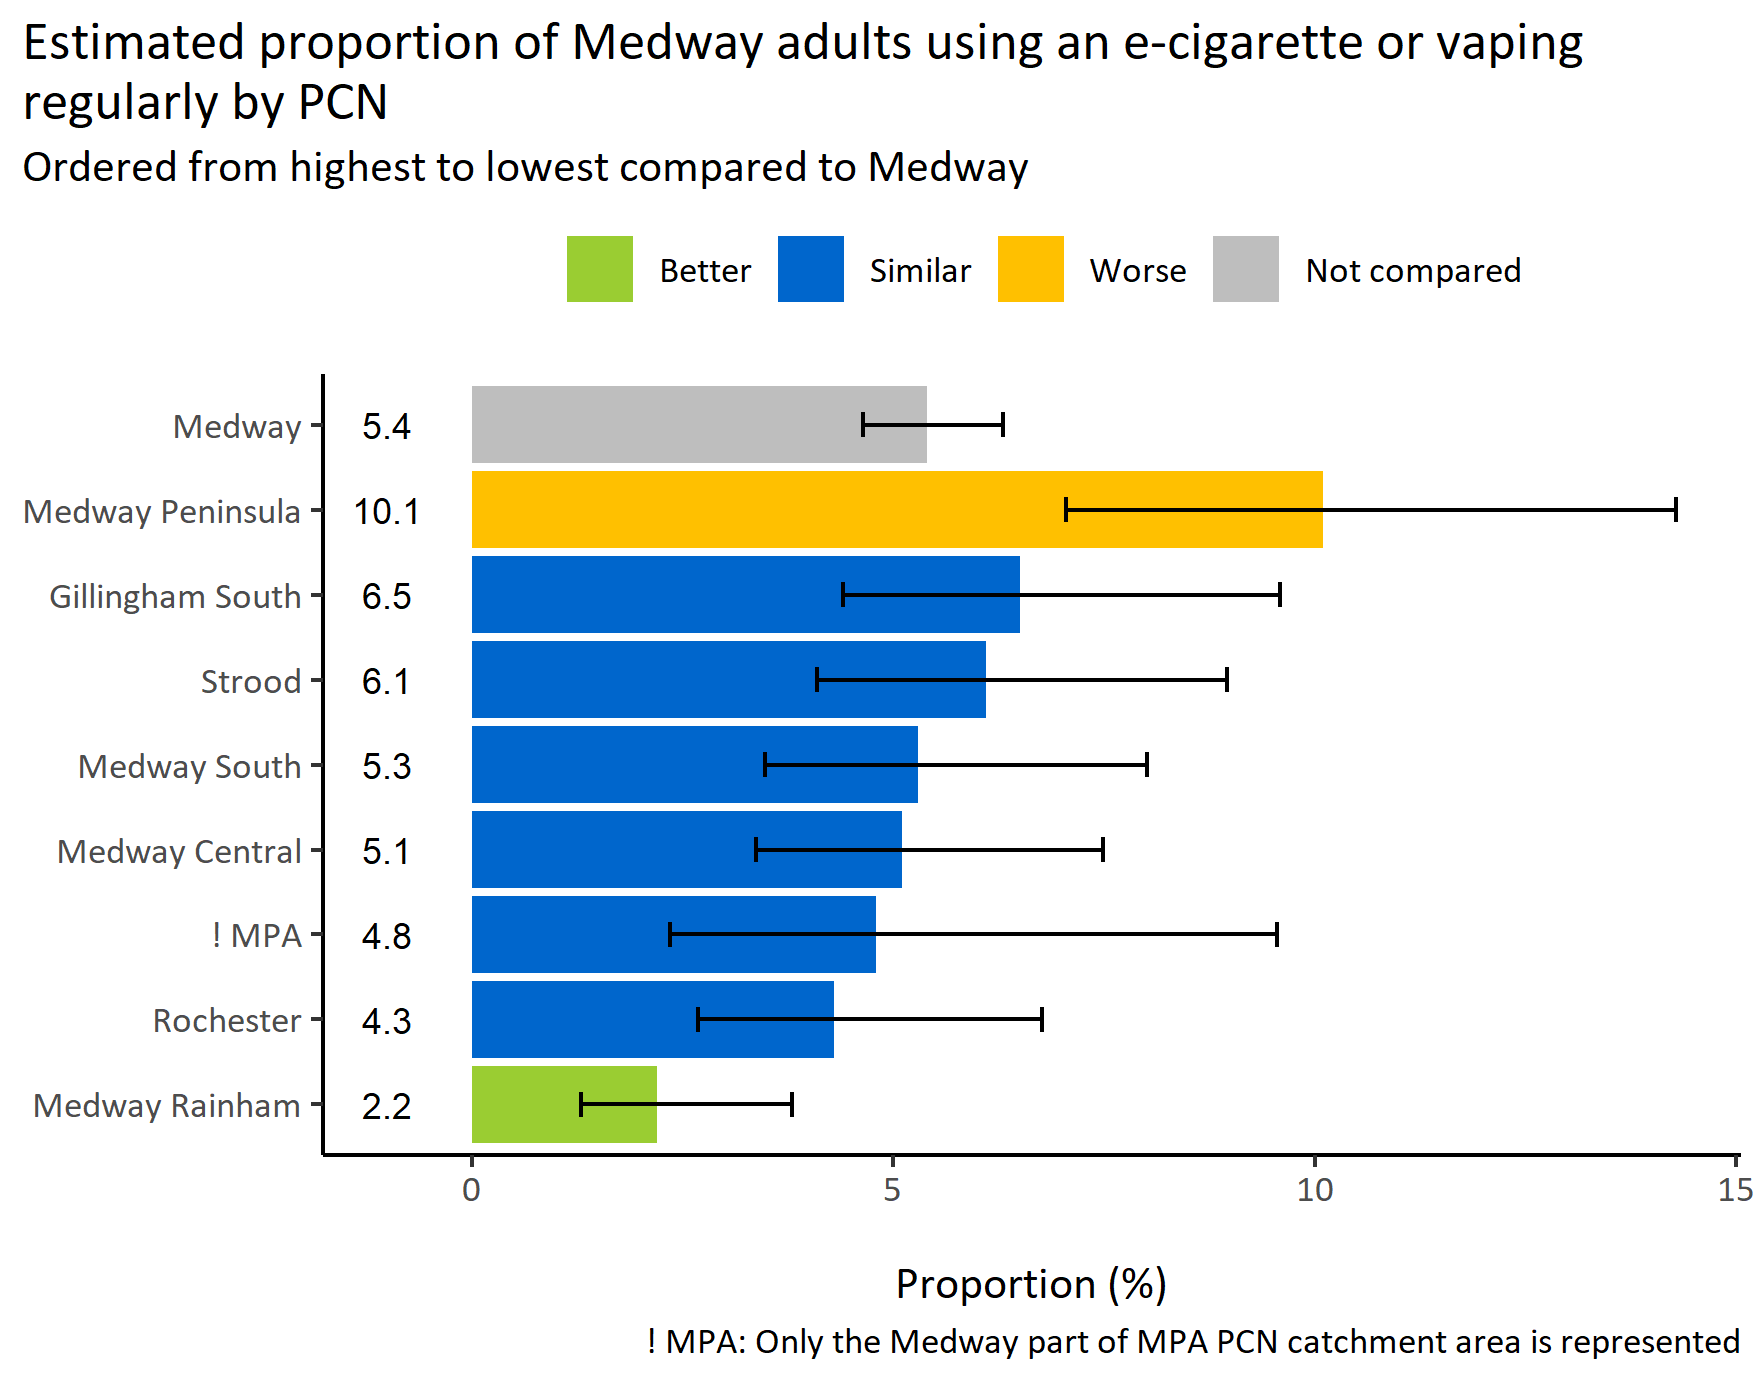 Estimated proportion of Medway adults using an e-cigarette or vaping
regularly by PCN
Ordered from highest to lowest compared to Medway
Better Similar Worse Not compared
Medway 5.4
Medway Peninsula 10.1
Gillingham South 6.5
Strood 6.1
Medway South 5.3
Medway Central 5.1
! MPA 4.8
Rochester 4.3
Medway Rainham 2.2
0 5 10 15
Proportion (%)
! MPA: Only the Medway part of MPA PCN catchment area is represented